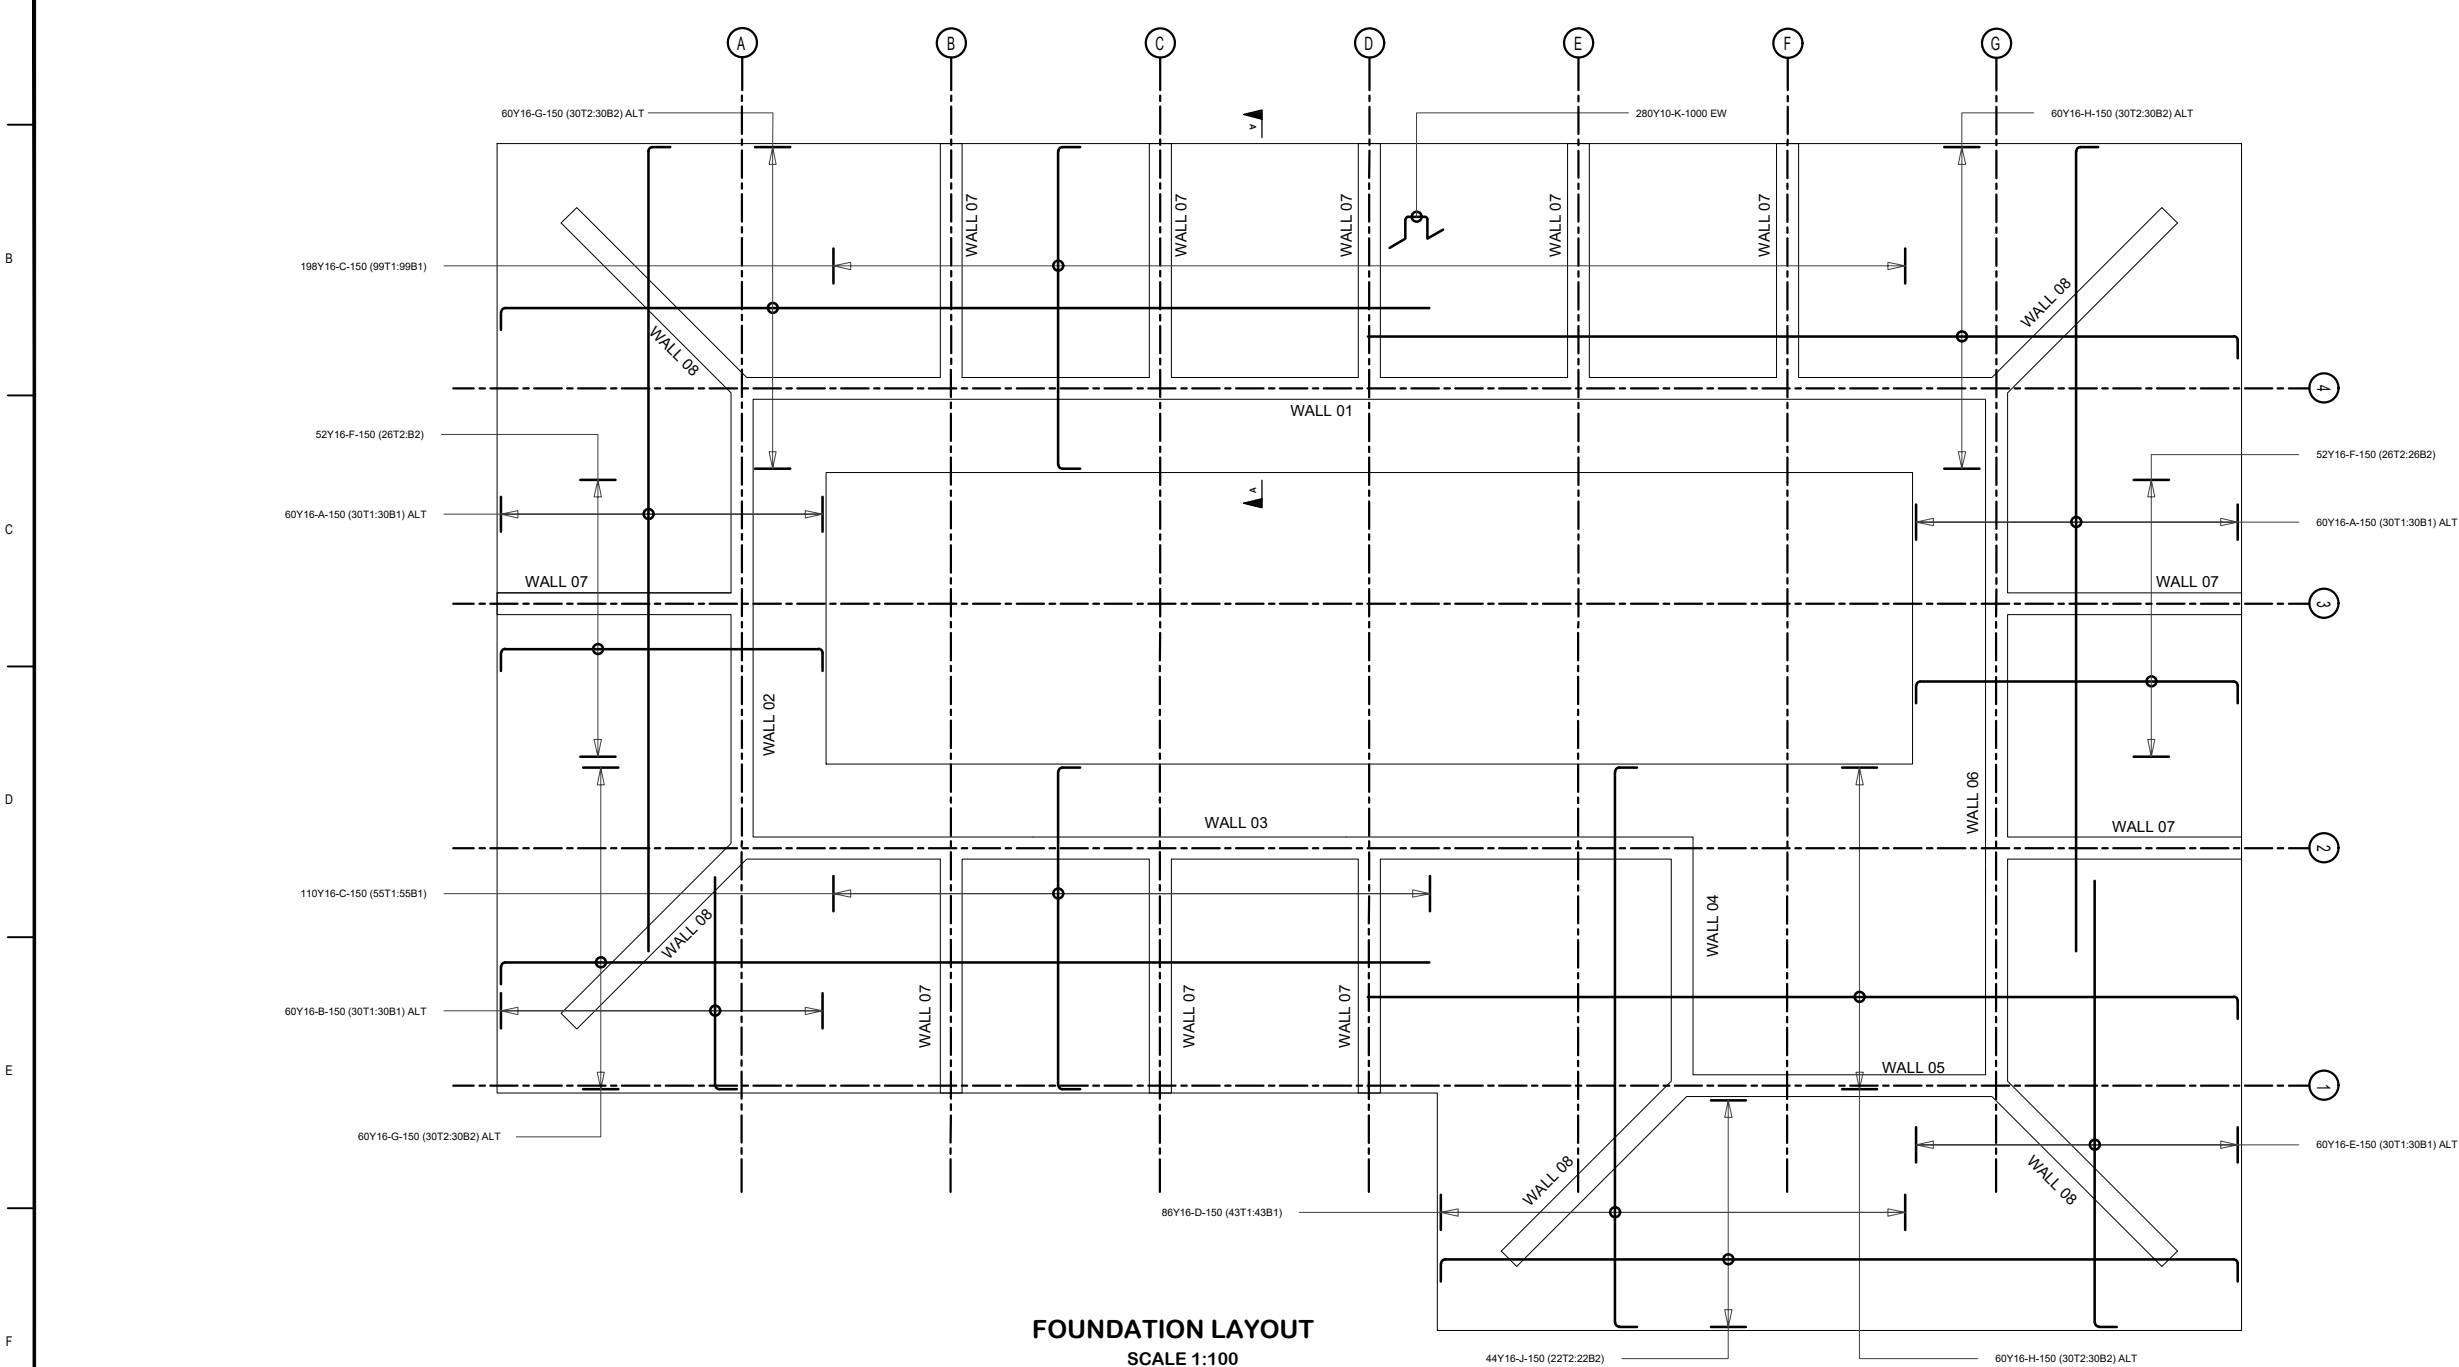 A B C D E F G
60Y16-G-150 (30T2:30B2) ALT
A
280Y10-K-1000 EW
60Y16-H-150 (30T2:30B2) ALT
WALL 07
WALL 07
WALL 07
WALL 07
WALL 07
B
198Y16-C-150 (99T1:99B1)
WALL 08
WALL 08
4
WALL 01
52Y16-F-150 (26T2:B2)
52Y16-F-150 (26T2:26B2)
A
C
60Y16-A-150 (30T1:30B1) ALT
60Y16-A-150 (30T1:30B1) ALT
WALL 07
WALL 07
3
WALL 02
D
WALL 06
WALL 03
WALL 07
2
110Y16-C-150 (55T1:55B1)
WALL 08
WALL 04
60Y16-B-150 (30T1:30B1) ALT
WALL 07
WALL 07
WALL 07
E
WALL 05
1
60Y16-G-150 (30T2:30B2) ALT
60Y16-E-150 (30T1:30B1) ALT
WALL 08
WALL 08
86Y16-D-150 (43T1:43B1)
F
FOUNDATION LAYOUT
SCALE 1:100
44Y16-J-150 (22T2:22B2)
60Y16-H-150 (30T2:30B2) ALT